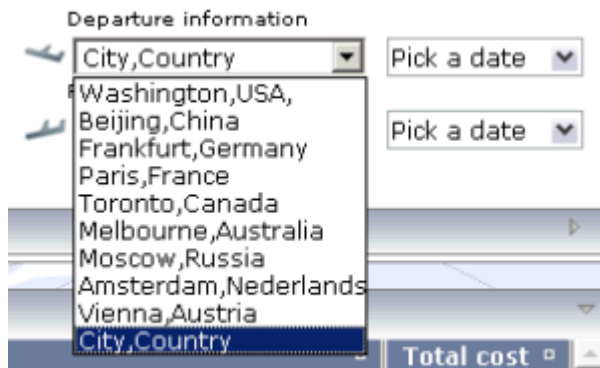 Departure information
City,Country Pick a date
Washington,USA,
Beijing,China
Pick a date
Frankfurt,Germany
Paris,France
Toronto,Canada
Melbourne,Australia
Moscow,Russia
Amsterdam,Nederlands
Vienna,Austria
City,Country
Total cost